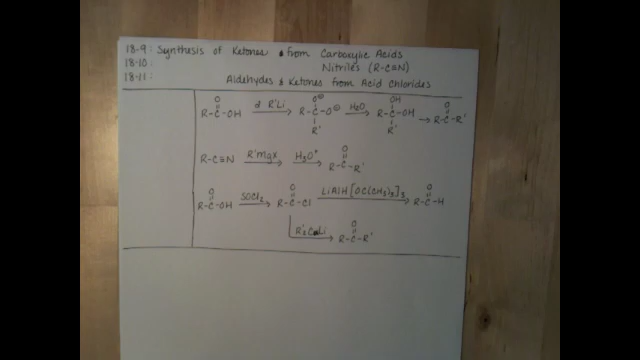 18-9: Synthesis of Ketones from Carboxylic Acids
18-10: Nitriles (R-C≡N)
18-11: Aldehydes & Ketones from Acid Chlorides
O O⊖ OH O
R-C-OH 2 R'Li R-C-O⊖ H2O R-C-OH → R-C-R'
R' R'
R-C≡N R'MgX H3O+ O
R-C-R'
O O O
R-C-OH SOCl2 R-C-Cl LiAlH[OC(CH3)3]3 R-C-H
R'2CuLi O
R-C-R'